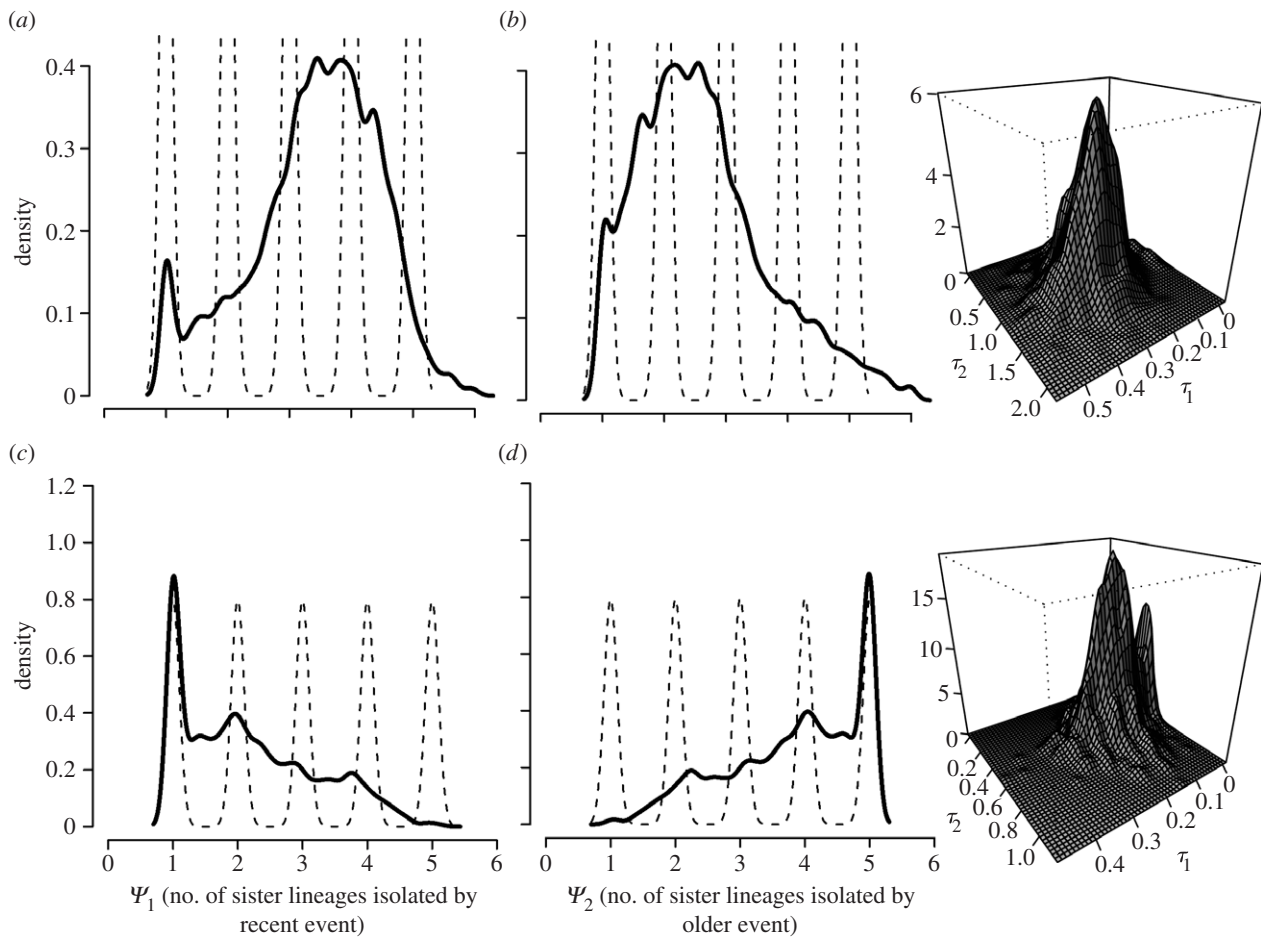 (a)
(b)
0.4
0.3
0.2
0.1
0
density
6
4
2
0
0.5
1.0
1.5
2.0
τ2
0
0.1
0.2
0.3
0.4
0.5
τ1
(c)
(d)
1.2
1.0
0.8
0.6
0.4
0.2
0
density
0 1 2 3 4 5 6
0 1 2 3 4 5 6
Ψ1 (no. of sister lineages isolated by
recent event)
Ψ2 (no. of sister lineages isolated by
older event)
15
10
5
0
0.2
0.4
0.6
0.8
1.0
τ2
0
0.1
0.2
0.3
0.4
τ1